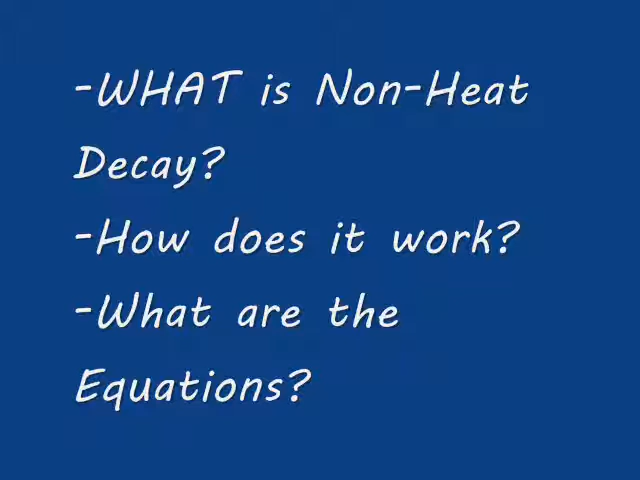 -WHAT is Non-Heat
Decay?
-How does it work?
-What are the
Equations?